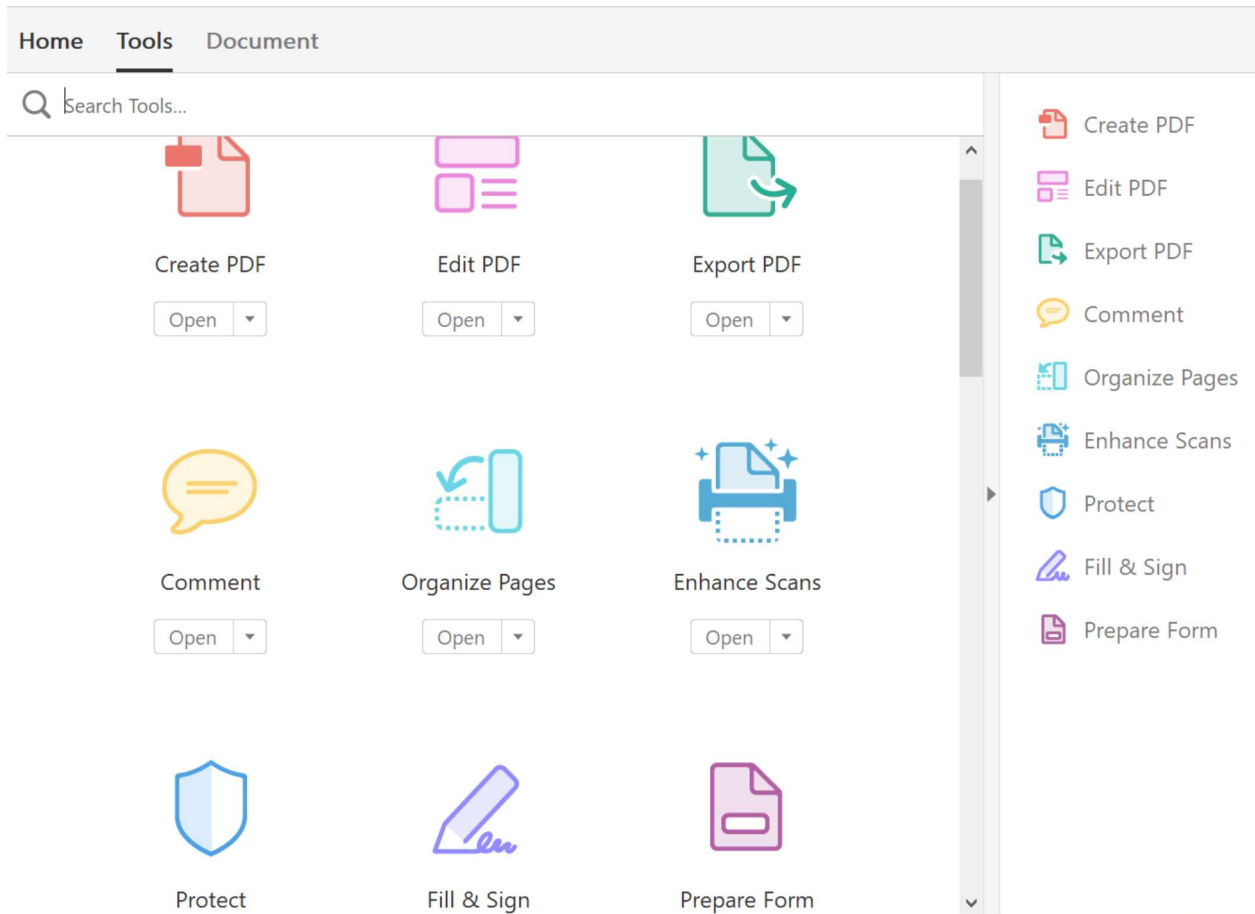 Home Tools Document
Search Tools...
Create PDF Edit PDF Export PDF
Open Open Open
Comment Organize Pages Enhance Scans
Open Open Open
Protect Fill & Sign Prepare Form
Create PDF
Edit PDF
Export PDF
Comment
Organize Pages
Enhance Scans
Protect
Fill & Sign
Prepare Form